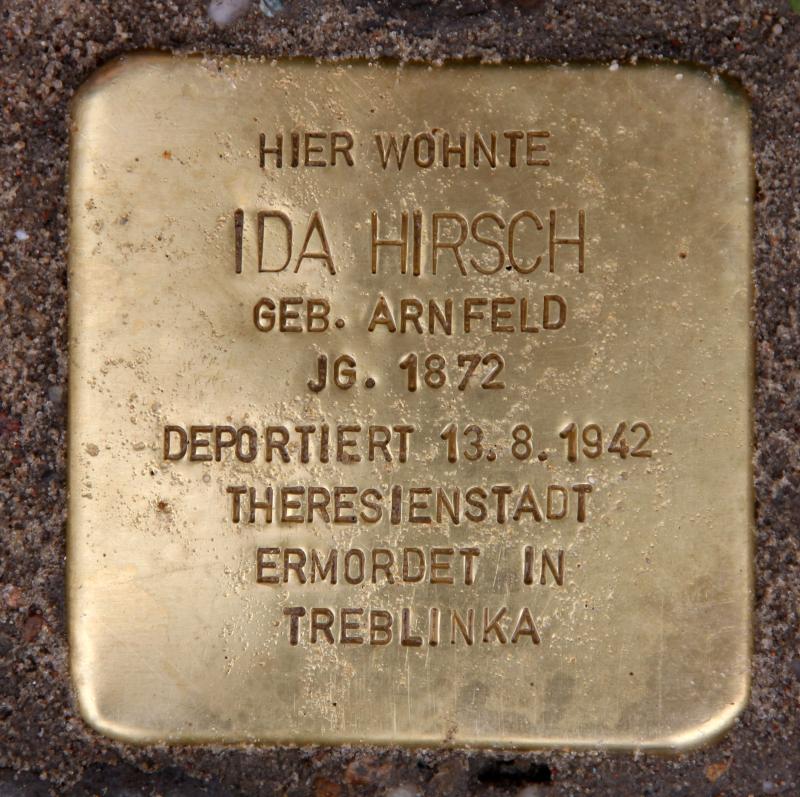 HIER WOHNTE
IDA HIRSCH
GEB. ARNFELD
JG. 1872
DEPORTIERT 13.8.1942
THERESIENSTADT
ERMORDET IN
TREBLINKA